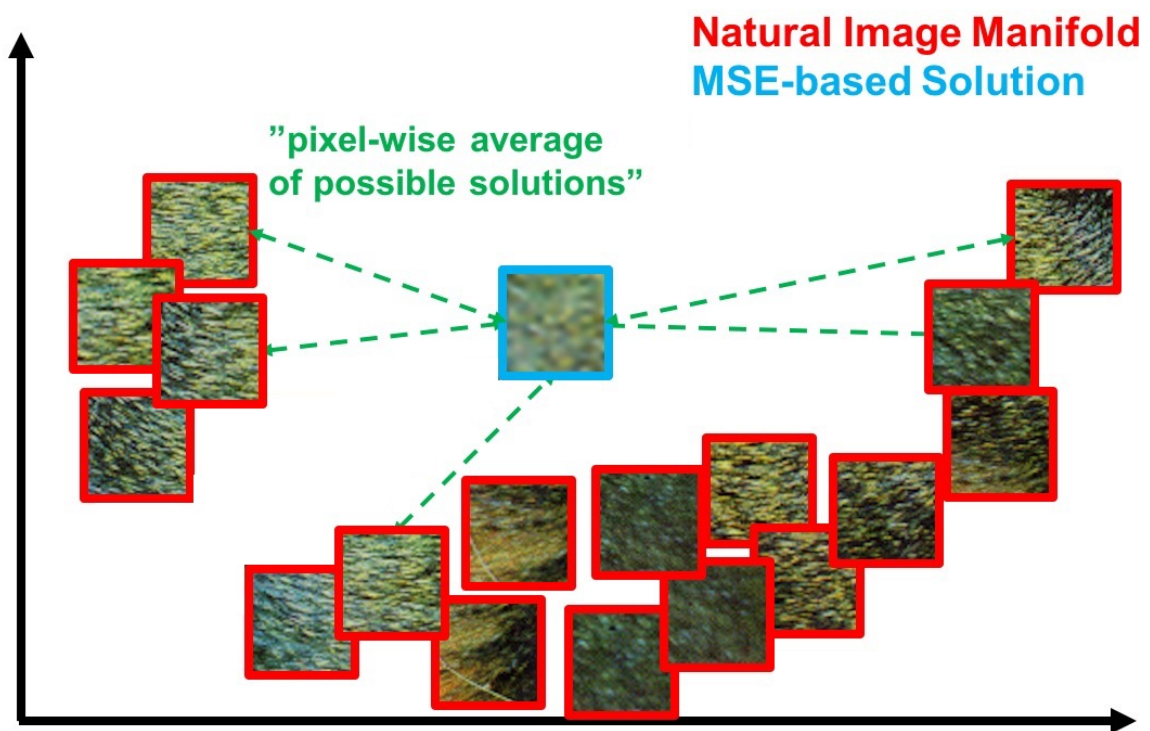 Natural Image Manifold
MSE-based Solution
”pixel-wise average
of possible solutions”